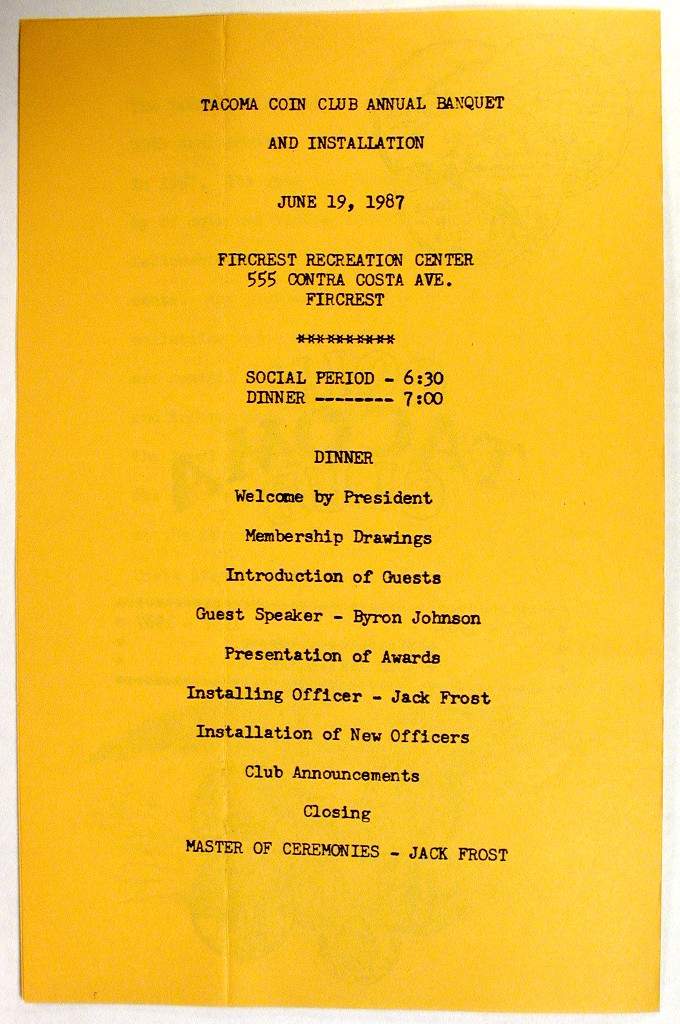 TACOMA COIN CLUB ANNUAL BANQUET
AND INSTALLATION
JUNE 19, 1987
FIRCREST RECREATION CENTER
555 CONTRA COSTA AVE.
FIRCREST
**********
SOCIAL PERIOD - 6:30
DINNER -------- 7:00
DINNER
Welcome by President
Membership Drawings
Introduction of Guests
Guest Speaker - Byron Johnson
Presentation of Awards
Installing Officer - Jack Frost
Installation of New Officers
Club Announcements
Closing
MASTER OF CEREMONIES - JACK FROST